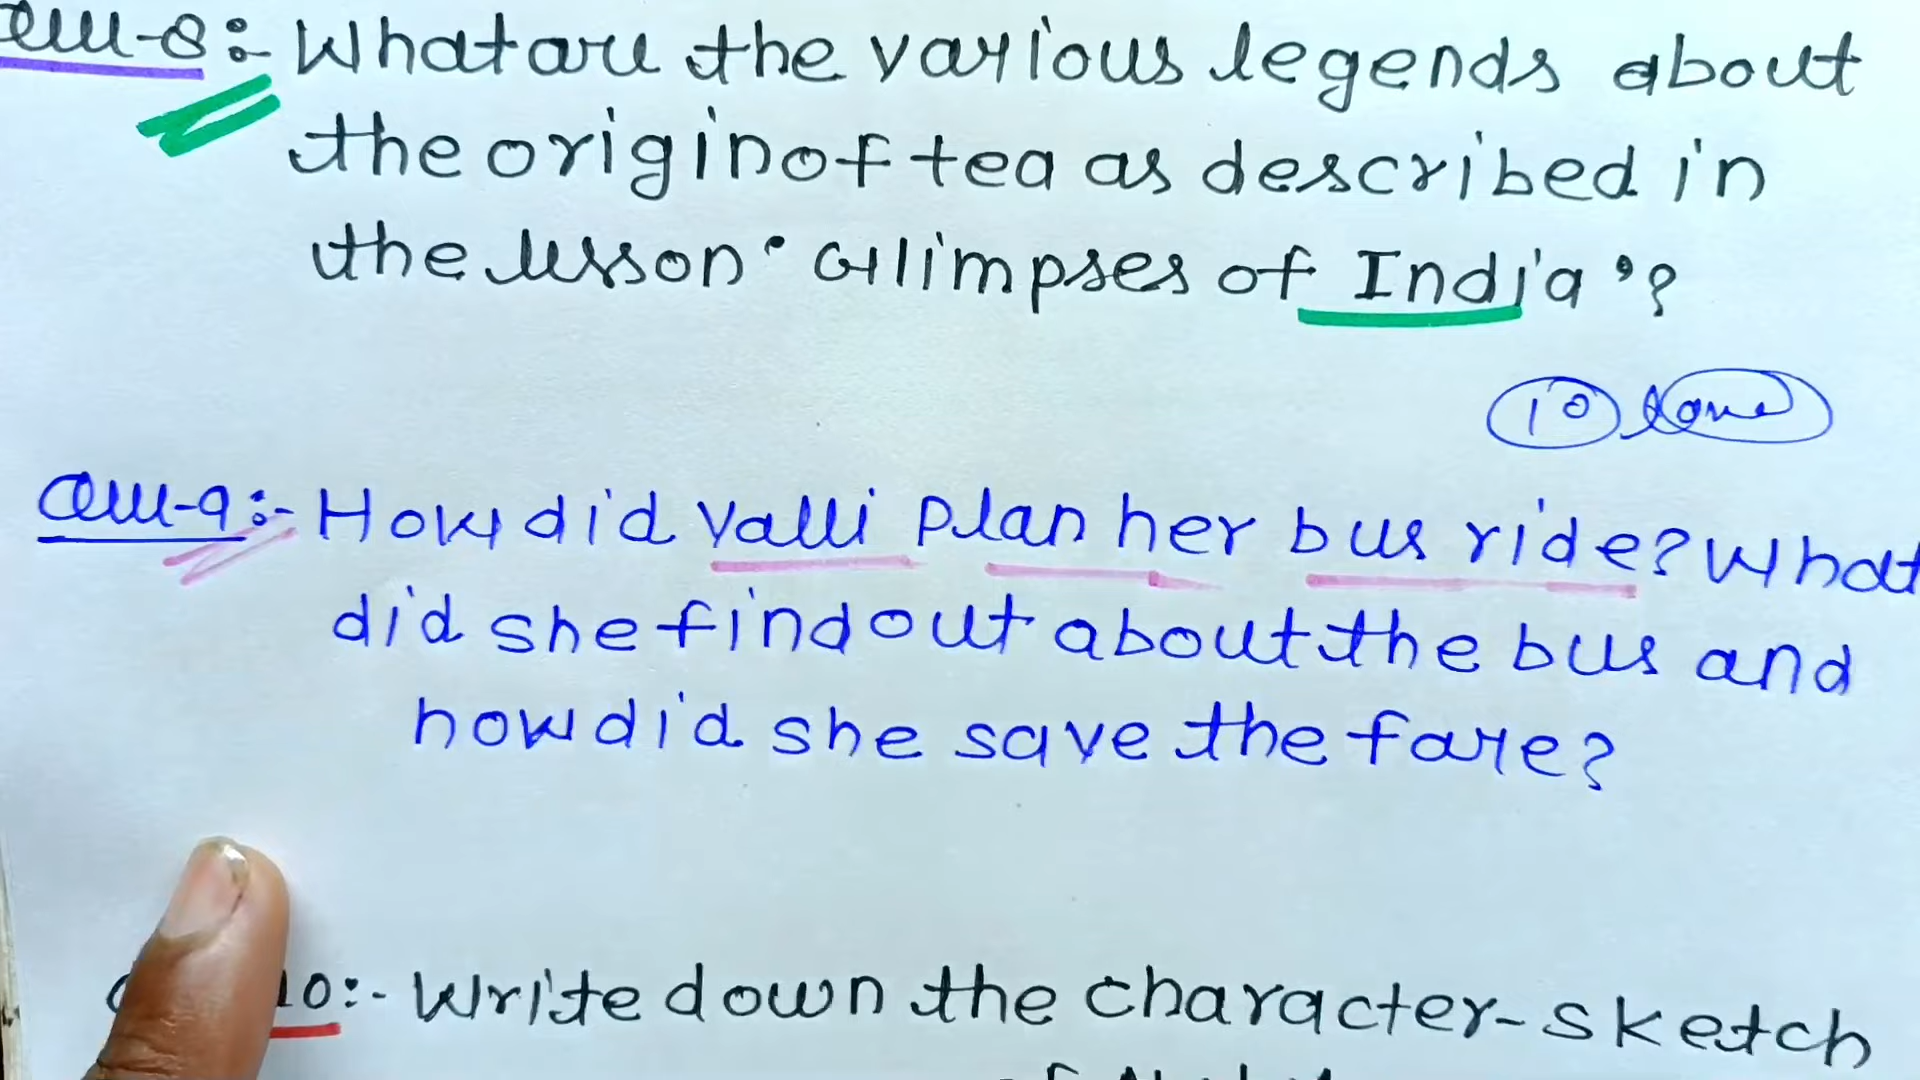 Que-8:- What are the various legends about
the origin of tea as described in
the lesson 'Glimpses of India'?
10
Que-9:- How did Valli plan her bus ride? What
did she find out about the bus and
how did she save the fare?
10:- Write down the character-sketch
of